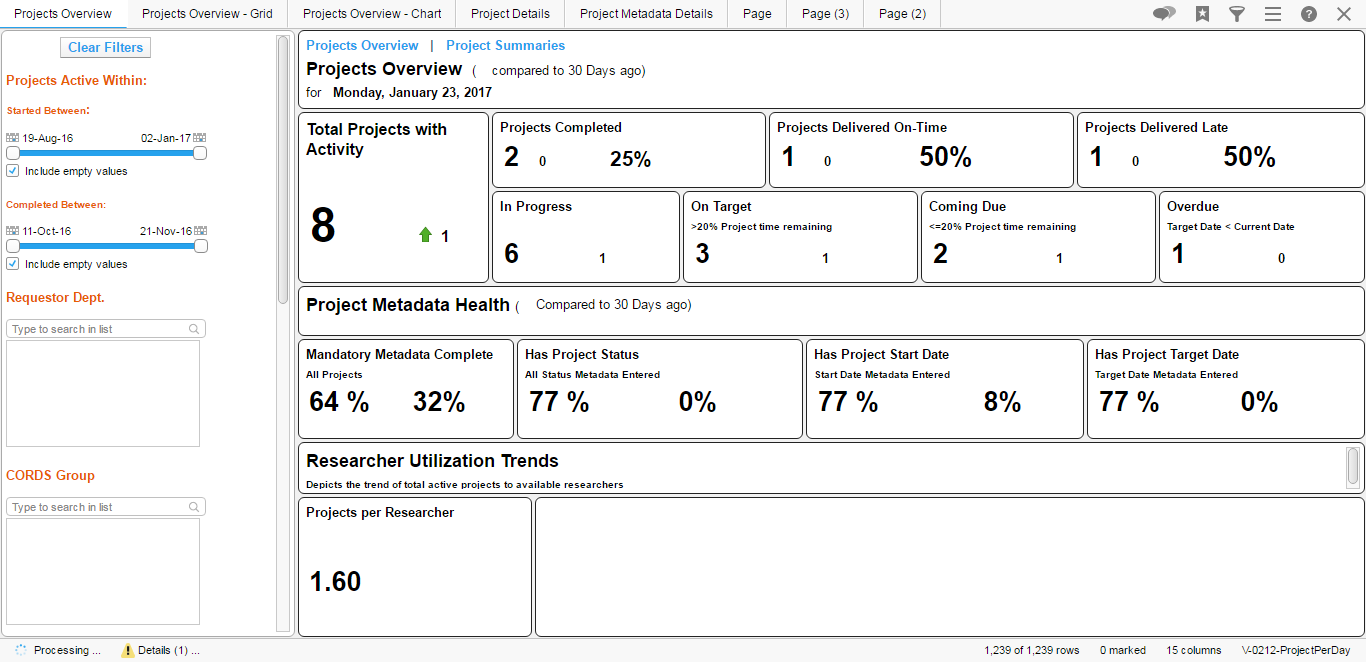 Projects Overview
Projects Overview - Grid
Projects Overview - Chart
Project Details
Project Metadata Details
Page
Page (3)
Page (2)
Clear Filters
Projects Active Within:
Started Between:
19-Aug-16 02-Jan-17
Include empty values
Completed Between:
11-Oct-16 21-Nov-16
Include empty values
Requestor Dept.
Type to search in list
CORDS Group
Type to search in list
Projects Overview | Project Summaries
Projects Overview ( compared to 30 Days ago)
for Monday, January 23, 2017
Total Projects with
Activity
8 1
Projects Completed
2 0 25%
Projects Delivered On-Time
1 0 50%
Projects Delivered Late
1 0 50%
In Progress
6 1
On Target
>20% Project time remaining
3 1
Coming Due
<=20% Project time remaining
2 1
Overdue
Target Date < Current Date
1 0
Project Metadata Health ( Compared to 30 Days ago)
Mandatory Metadata Complete
All Projects
64 % 32%
Has Project Status
All Status Metadata Entered
77 % 0%
Has Project Start Date
Start Date Metadata Entered
77 % 8%
Has Project Target Date
Target Date Metadata Entered
77 % 0%
Researcher Utilization Trends
Depicts the trend of total active projects to available researchers
Projects per Researcher
1.60
Processing ...
Details (1) ...
1,239 of 1,239 rows
0 marked
15 columns
V-0212-ProjectPerDay